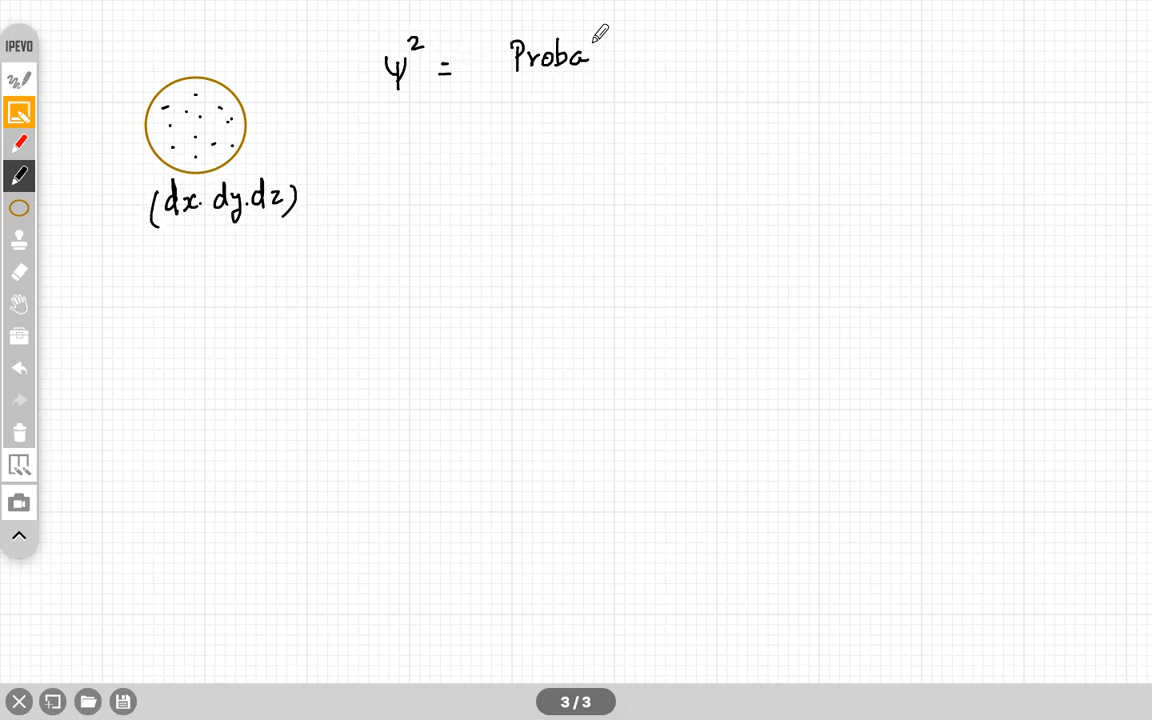 IPEVO
ψ² = Proba
(dx. dy.dz)
3 / 3